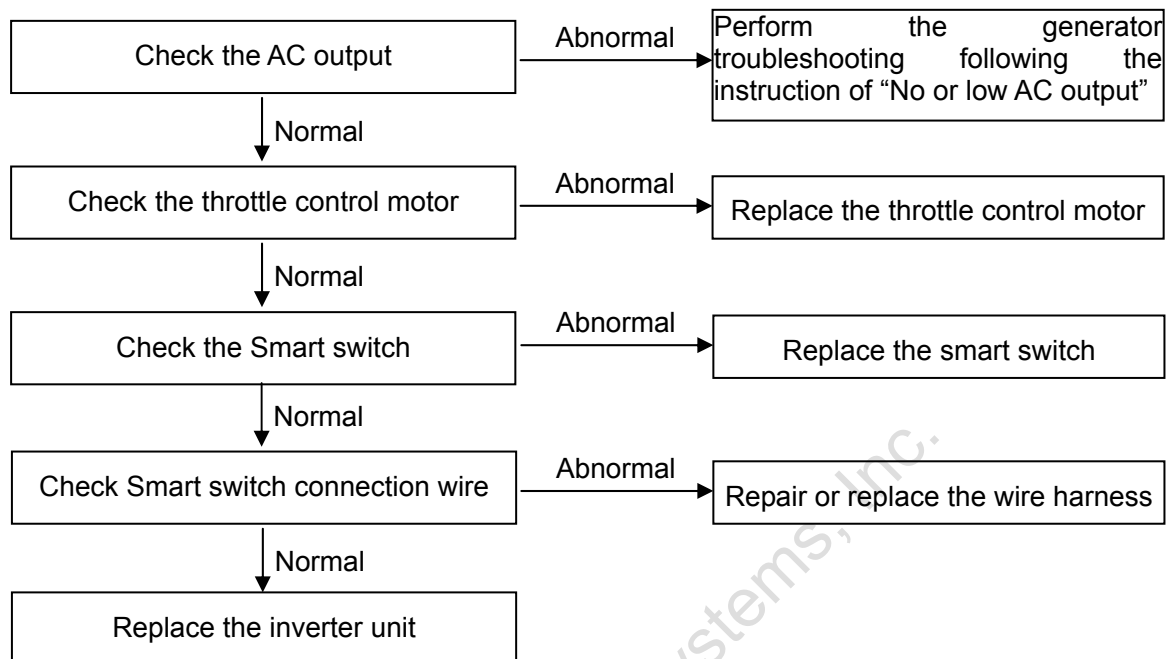 Check the AC output
Abnormal
Perform the generator
troubleshooting following the
instruction of “No or low AC output”
Normal
Check the throttle control motor
Abnormal
Replace the throttle control motor
Normal
Check the Smart switch
Abnormal
Replace the smart switch
Normal
Check Smart switch connection wire
Abnormal
Repair or replace the wire harness
Normal
Replace the inverter unit
stems, Inc.